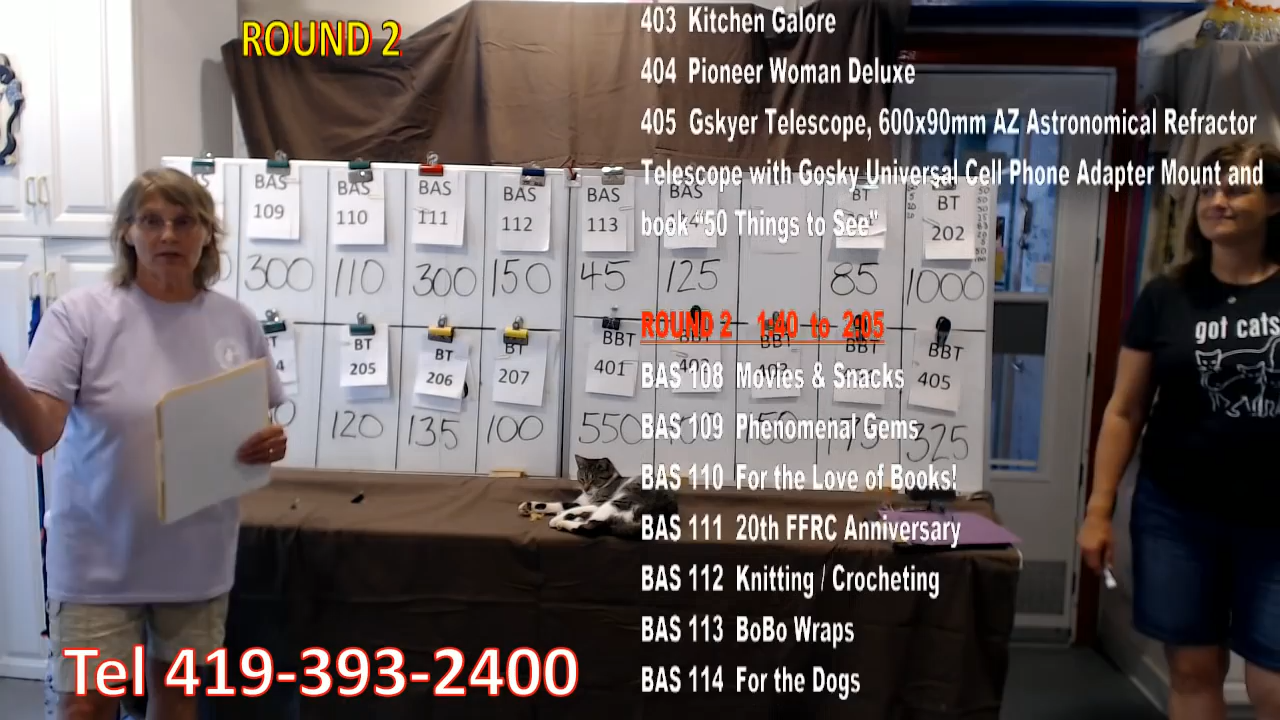 ROUND 2
403 Kitchen Galore
404 Pioneer Woman Deluxe
405 Gskyer Telescope, 600x90mm AZ Astronomical Refractor
Telescope with Gosky Universal Cell Phone Adapter Mount and
book “50 Things to See”
ROUND 2 1:40 to 2:05
BAS 108 Movies & Snacks
BAS 109 Phenomenal Gems
BAS 110 For the Love of Books!
BAS 111 20th FFRC Anniversary
BAS 112 Knitting / Crocheting
BAS 113 BoBo Wraps
BAS 114 For the Dogs
Tel 419-393-2400
BAS 109
BAS 110
BAS 111
BAS 112
BAS 113
BAS
BT
BT 202
300
110
300
150
45
125
85
1000
BT 205
BT 206
BT 207
BBT 401
BBT
BBT
BBT 405
120
135
100
550
325
got cats